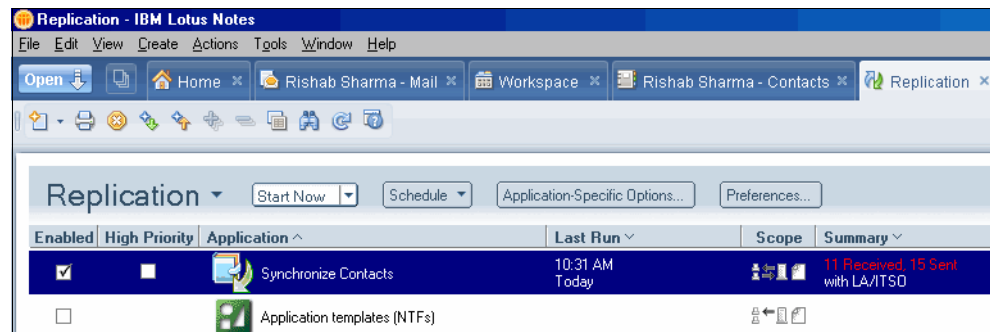 Replication - IBM Lotus Notes
File Edit View Create Actions Tools Window Help
Open Home Rishab Sharma - Mail Workspace Rishab Sharma - Contacts Replication
Replication Start Now Schedule Application-Specific Options... Preferences...
Enabled High Priority Application Last Run Scope Summary
Synchronize Contacts 10:31 AM 11 Received, 15 Sent
Today with LA/ITSO
Application templates (NTFs)